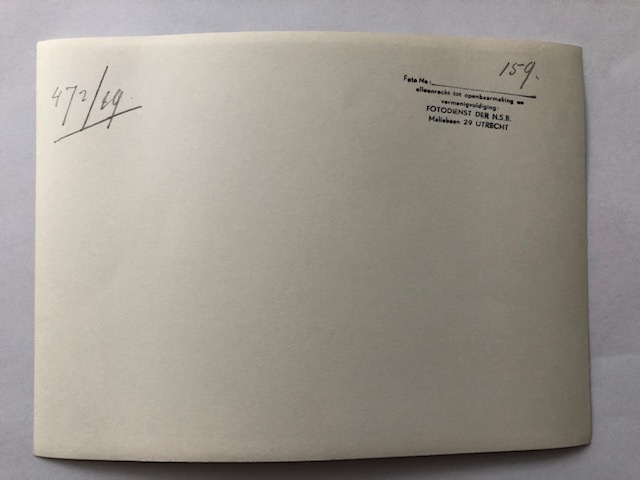 472/69.
Foto No: 159.
alleenrecht tot openbaarmaking en
vermenigvuldiging:
FOTODIENST DER N.S.B.
Maliebaan 29 UTRECHT